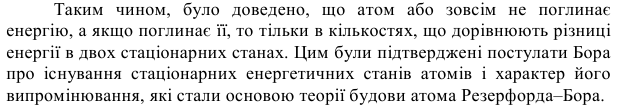 Таким чином, було доведено, що атом або зовсім не поглинає
енергію, а якщо поглинає її, то тільки в кількостях, що дорівнюють різниці
енергії в двох стаціонарних станах. Цим були підтверджені постулати Бора
про існування стаціонарних енергетичних станів атомів і характер його
випромінювання, які стали основою теорії будови атома Резерфорда–Бора.